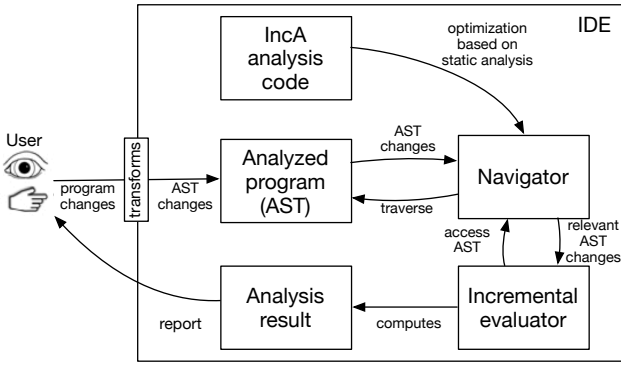 IDE
IncA
analysis
code
optimization
based on
static analysis
User
program
changes
transforms
AST
changes
Analyzed
program
(AST)
AST
changes
traverse
Navigator
access
AST
relevant
AST
changes
report
Analysis
result
computes
Incremental
evaluator